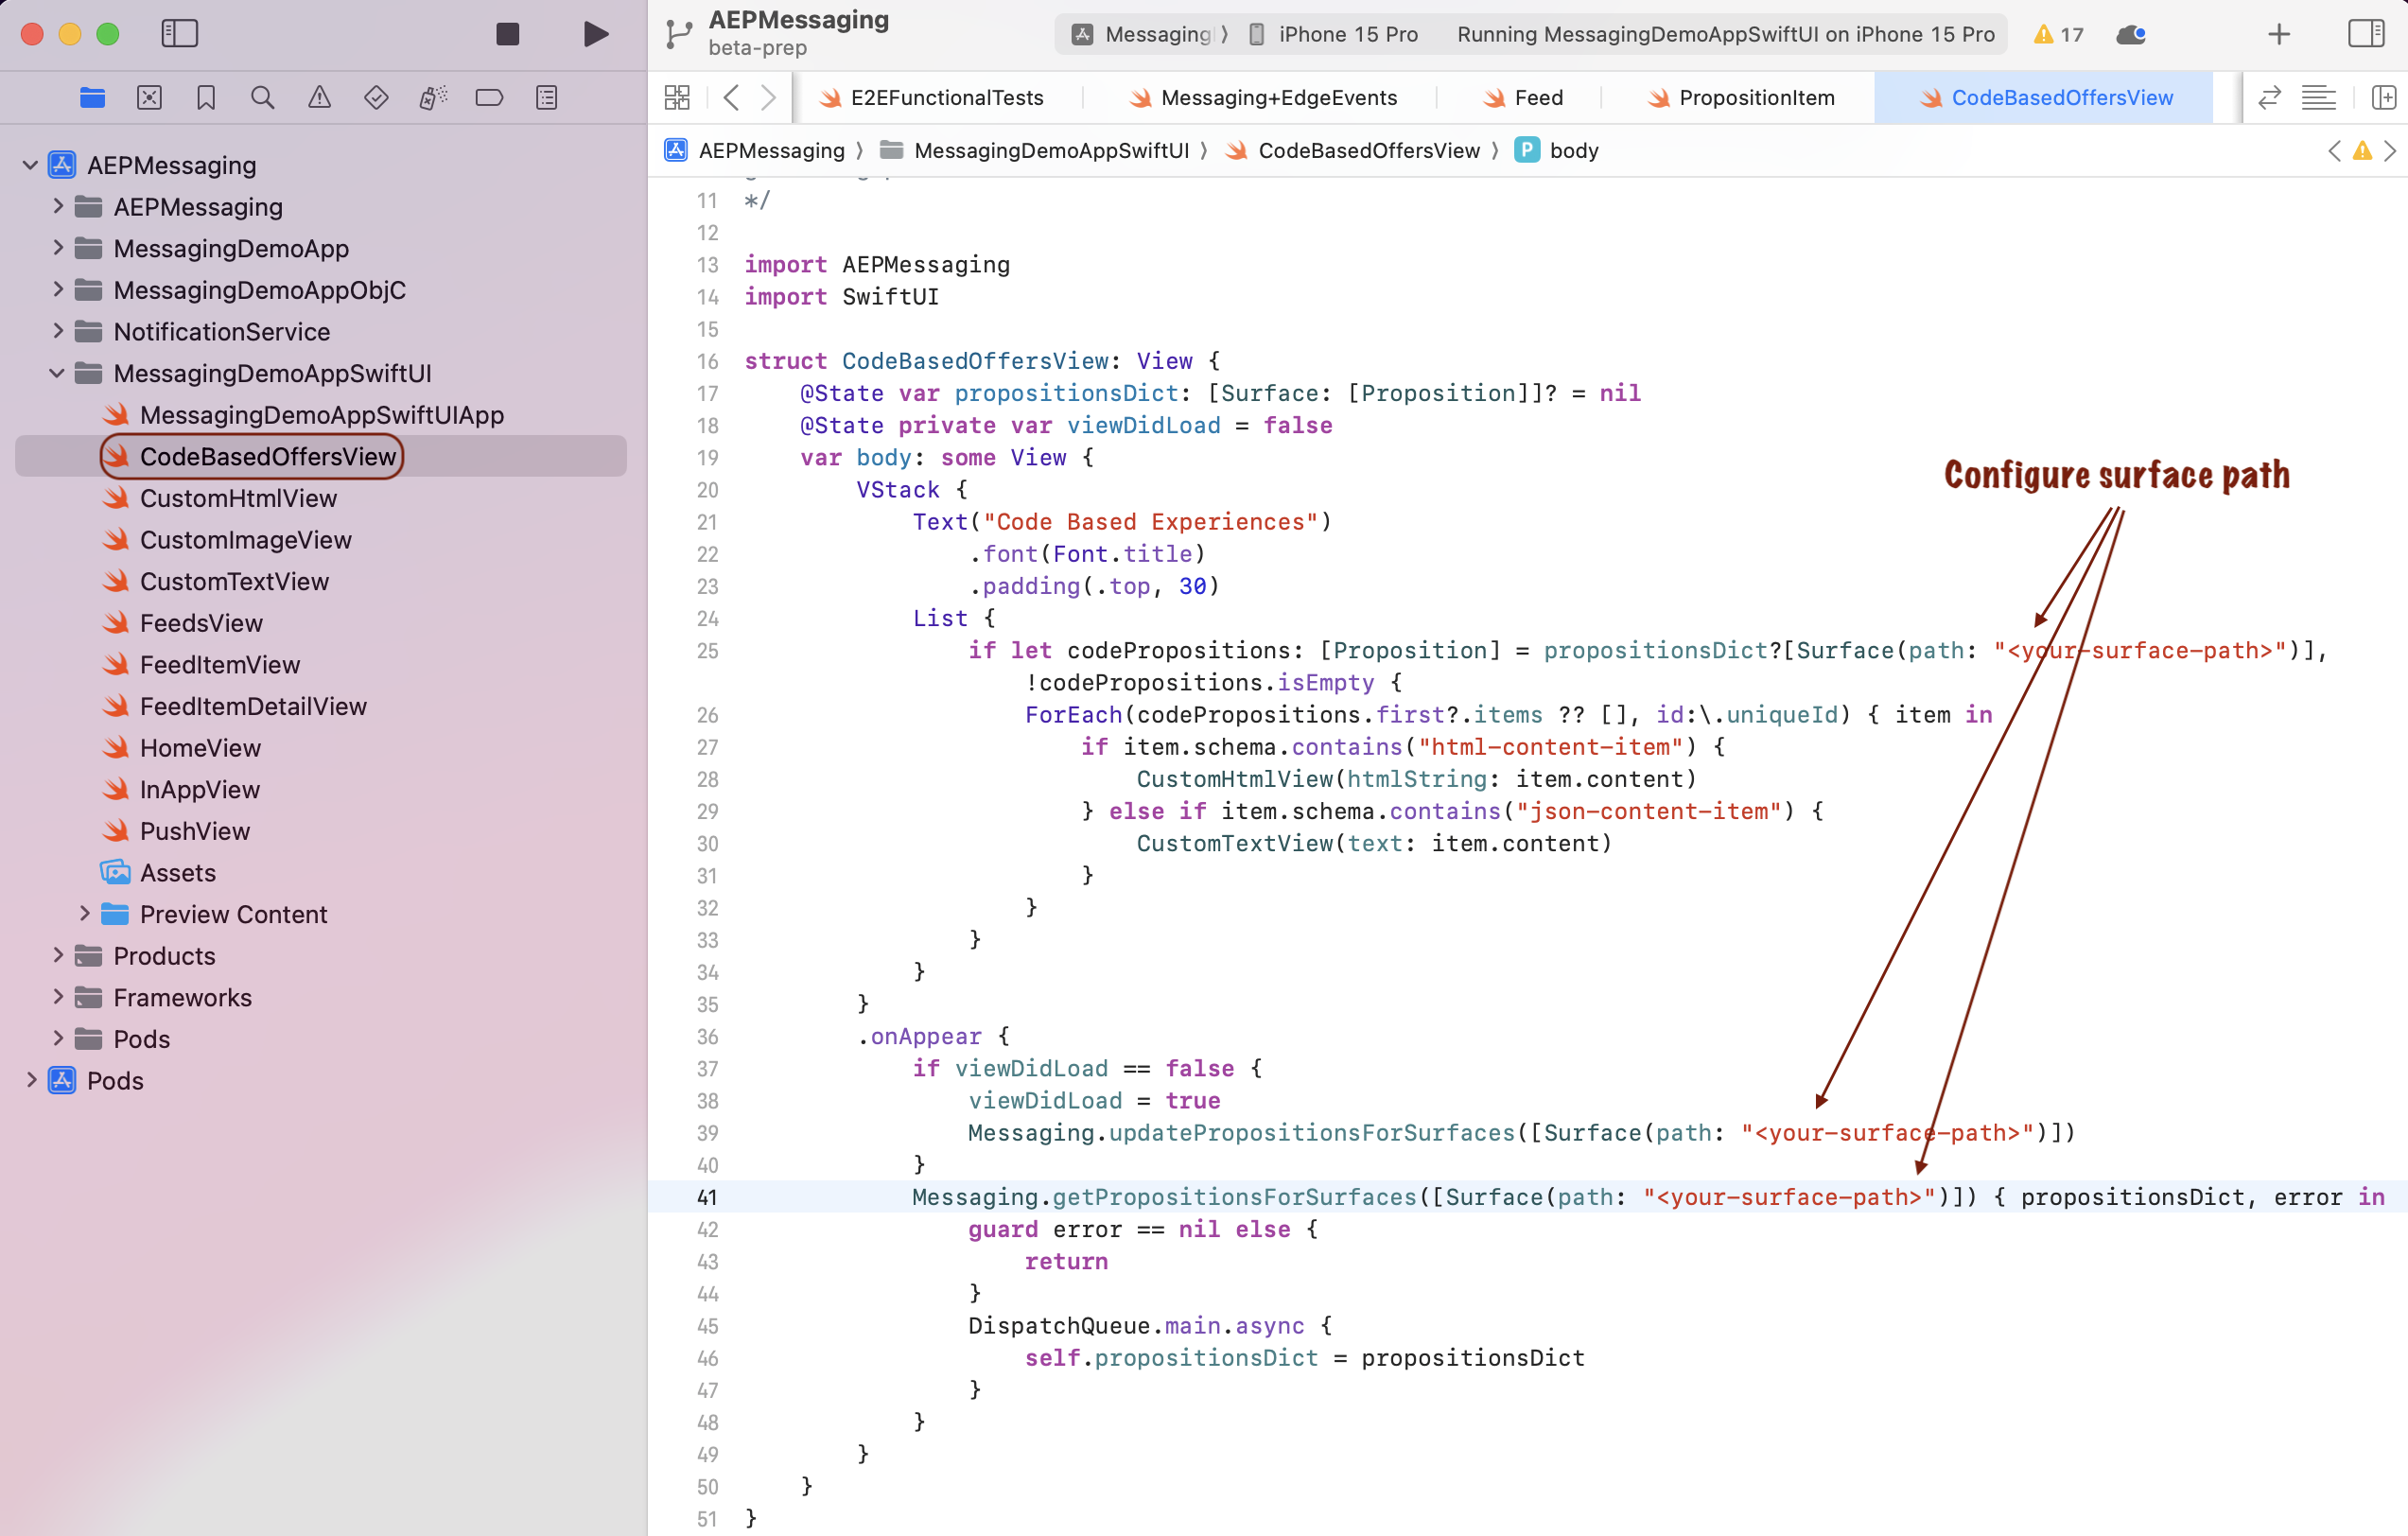 AEPMessaging
beta-prep
Messaging
iPhone 15 Pro
Running MessagingDemoAppSwiftUI on iPhone 15 Pro
17
E2EFunctionalTests
Messaging+EdgeEvents
Feed
PropositionItem
CodeBasedOffersView
AEPMessaging
MessagingDemoAppSwiftUI
CodeBasedOffersView
P body
AEPMessaging
AEPMessaging
MessagingDemoApp
MessagingDemoAppObjC
NotificationService
MessagingDemoAppSwiftUI
MessagingDemoAppSwiftUIApp
CodeBasedOffersView
CustomHtmlView
CustomImageView
CustomTextView
FeedsView
FeedItemView
FeedItemDetailView
HomeView
InAppView
PushView
Assets
Preview Content
Products
Frameworks
Pods
Pods
11 */
12
13 import AEPMessaging
14 import SwiftUI
15
16 struct CodeBasedOffersView: View {
17 @State var propositionsDict: [Surface: [Proposition]]? = nil
18 @State private var viewDidLoad = false
19 var body: some View {
Configure surface path
20 VStack {
21 Text("Code Based Experiences")
22 .font(Font.title)
23 .padding(.top, 30)
24 List {
25 if let codePropositions: [Proposition] = propositionsDict?[Surface(path: "<your-surface-path>")],
!codePropositions.isEmpty {
26 ForEach(codePropositions.first?.items ?? [], id:\.uniqueId) { item in
27 if item.schema.contains("html-content-item") {
28 CustomHtmlView(htmlString: item.content)
29 } else if item.schema.contains("json-content-item") {
30 CustomTextView(text: item.content)
31 }
32 }
33 }
34 }
35 }
36 .onAppear {
37 if viewDidLoad == false {
38 viewDidLoad = true
39 Messaging.updatePropositionsForSurfaces([Surface(path: "<your-surface-path>")])
40 }
41 Messaging.getPropositionsForSurfaces([Surface(path: "<your-surface-path>")]) { propositionsDict, error in
42 guard error == nil else {
43 return
44 }
45 DispatchQueue.main.async {
46 self.propositionsDict = propositionsDict
47 }
48 }
49 }
50 }
51 }